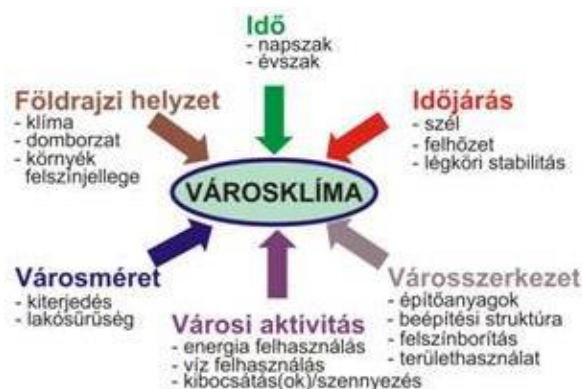 Idő
- napszak
- évszak
Földrajzi helyzet
- klíma
- domborzat
- környék
felszínjellege
Időjárás
- szél
- felhőzet
- légköri stabilitás
VÁROSKLÍMA
Városméret
- kiterjedés
- lakósűrűség
Városi aktivitás
- energia felhasználás
- víz felhasználás
- kibocsátás(ok)/szennyezés
Városszerkezet
- építőanyagok
- beépítési struktúra
- felszínborítás
- területhasználat